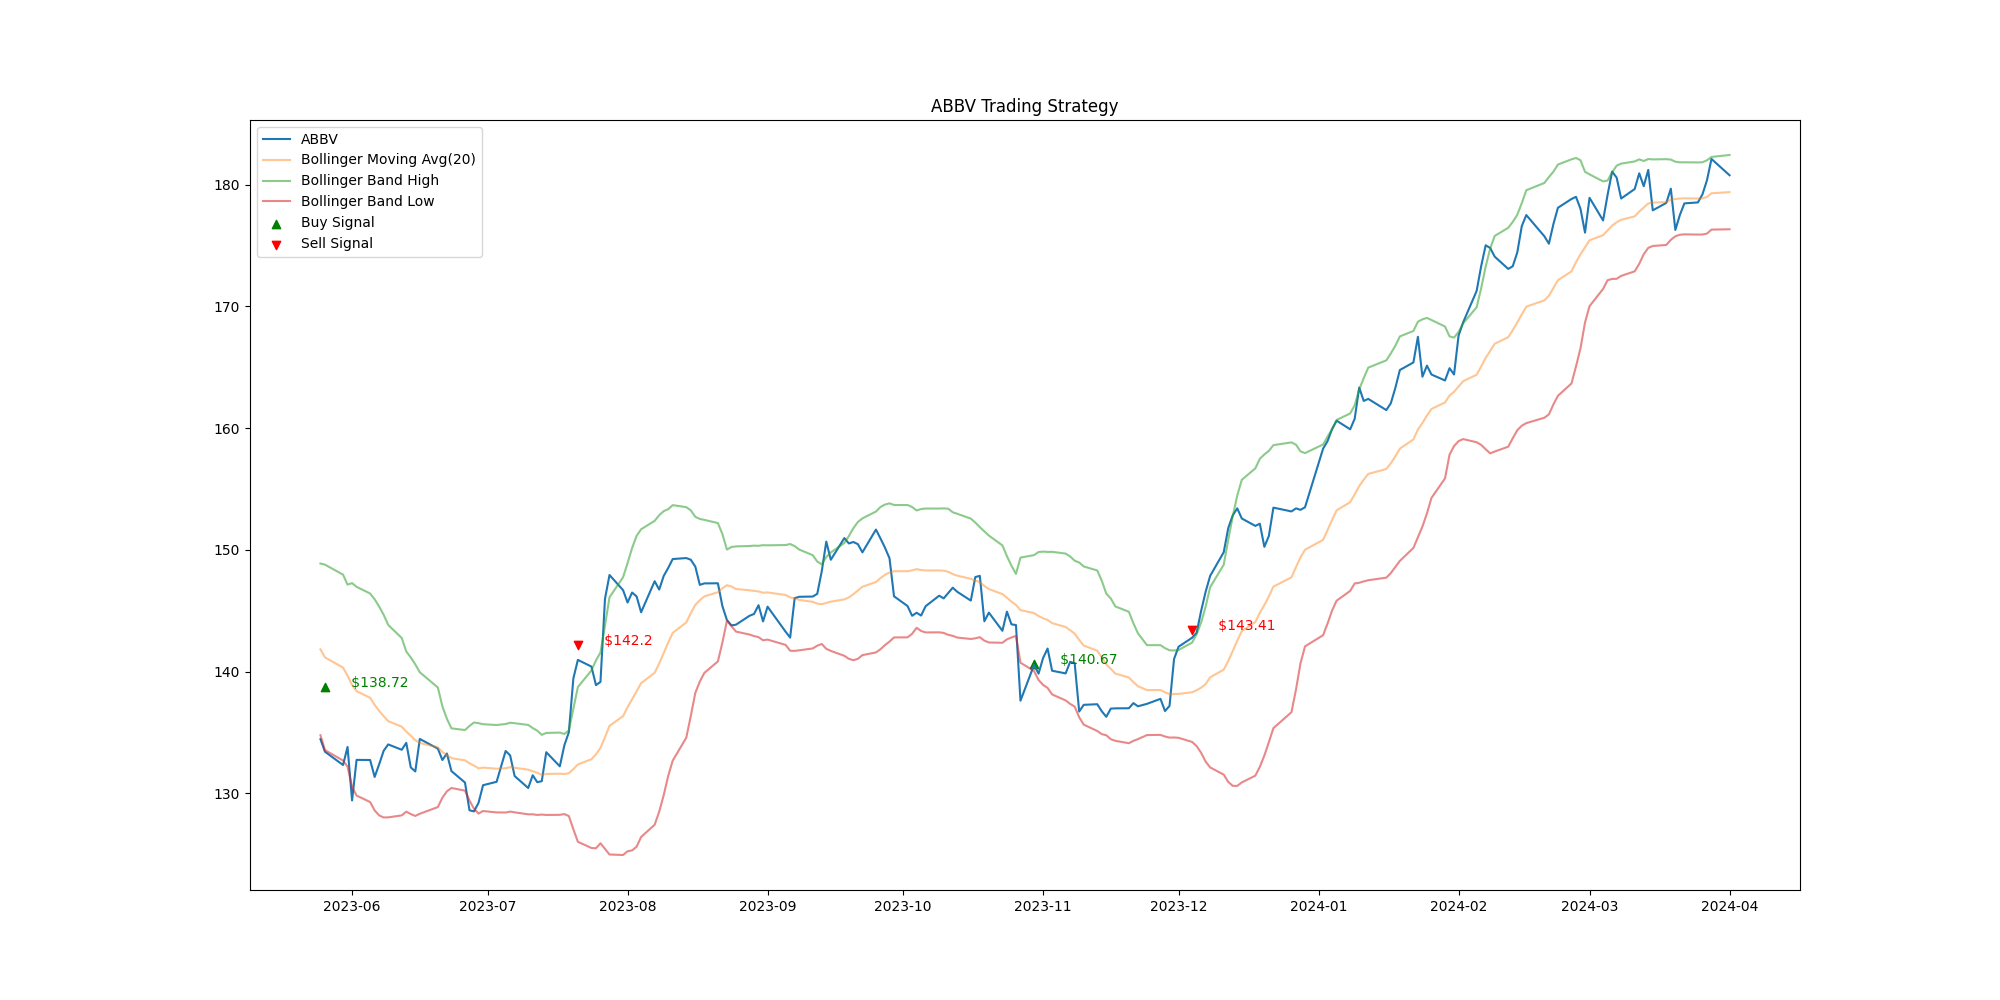 ABBV Trading Strategy
ABBV
Bollinger Moving Avg(20)
Bollinger Band High
Bollinger Band Low
Buy Signal
Sell Signal
180
170
160
150
140
130
$138.72
$142.2
$140.67
$143.41
2023-06 2023-07 2023-08 2023-09 2023-10 2023-11 2023-12 2024-01 2024-02 2024-03 2024-04